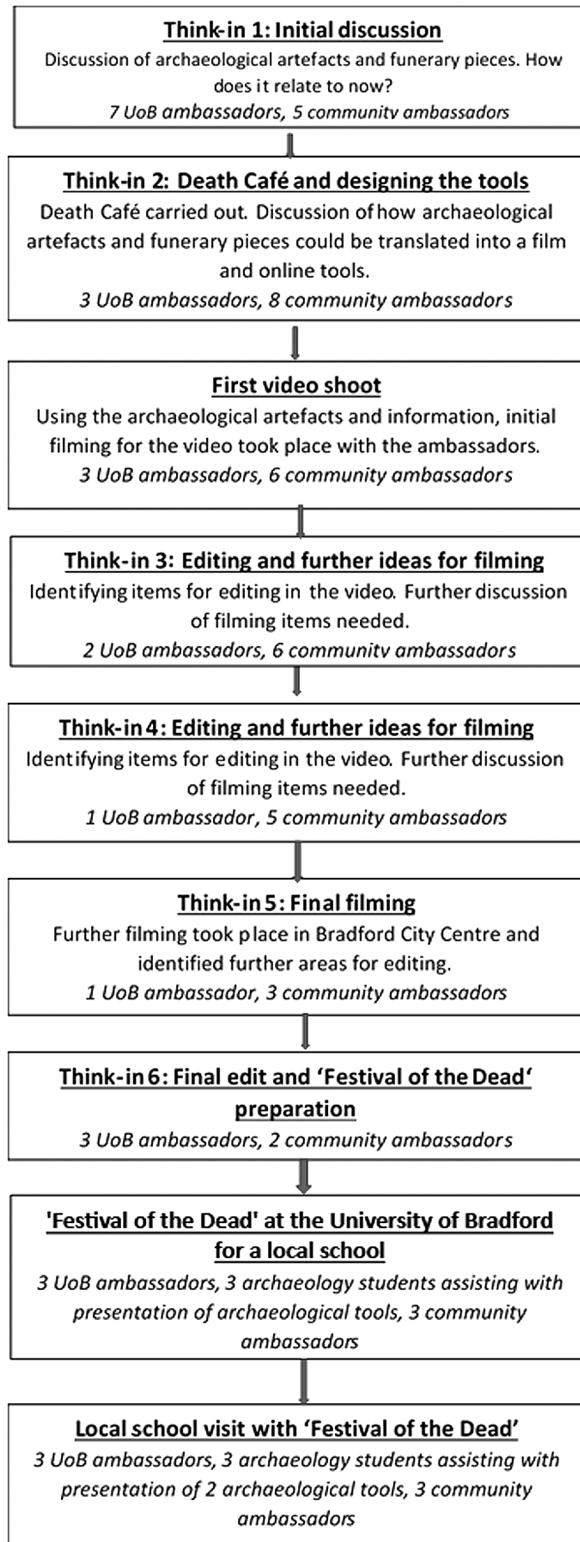 Think-in 1: Initial discussion
Discussion of archaeological artefacts and funerary pieces. How
does it relate to now?
7 UoB ambassadors, 5 community ambassadors
Think-in 2: Death Café and designing the tools
Death Café carried out. Discussion of how archaeological
artefacts and funerary pieces could be translated into a film
and online tools.
3 UoB ambassadors, 8 community ambassadors
First video shoot
Using the archaeological artefacts and information, initial
filming for the video took place with the ambassadors.
3 UoB ambassadors, 6 community ambassadors
Think-in 3: Editing and further ideas for filming
Identifying items for editing in the video. Further discussion
of filming items needed.
2 UoB ambassadors, 6 community ambassadors
Think-in 4: Editing and further ideas for filming
Identifying items for editing in the video. Further discussion
of filming items needed.
1 UoB ambassador, 5 community ambassadors
Think-in 5: Final filming
Further filming took place in Bradford City Centre and
identified further areas for editing.
1 UoB ambassador, 3 community ambassadors
Think-in 6: Final edit and ‘Festival of the Dead‘
preparation
3 UoB ambassadors, 2 community ambassadors
'Festival of the Dead' at the University of Bradford
for a local school
3 UoB ambassadors, 3 archaeology students assisting with
presentation of archaeological tools, 3 community
ambassadors
Local school visit with ‘Festival of the Dead’
3 UoB ambassadors, 3 archaeology students assisting with
presentation of 2 archaeological tools, 3 community
ambassadors